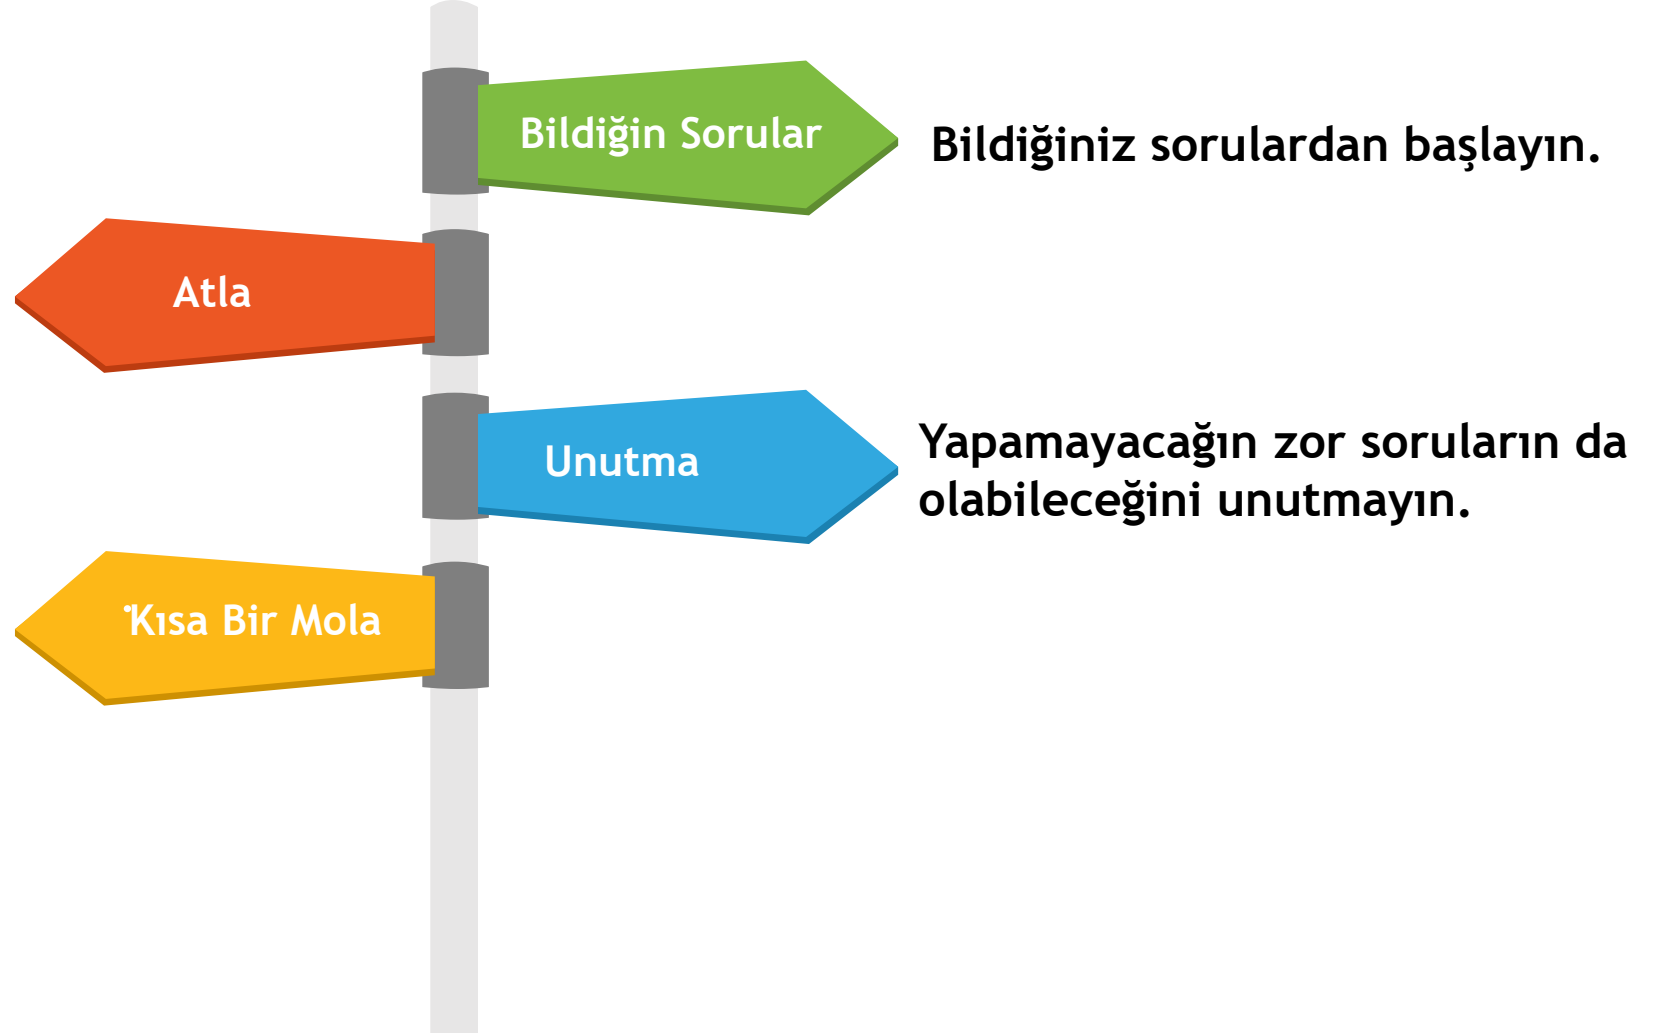 Bildiğin Sorular
Bildiğiniz sorulardan başlayın.
Atla
Unutma
Yapamayacağın zor soruların da
olabileceğini unutmayın.
Kısa Bir Mola